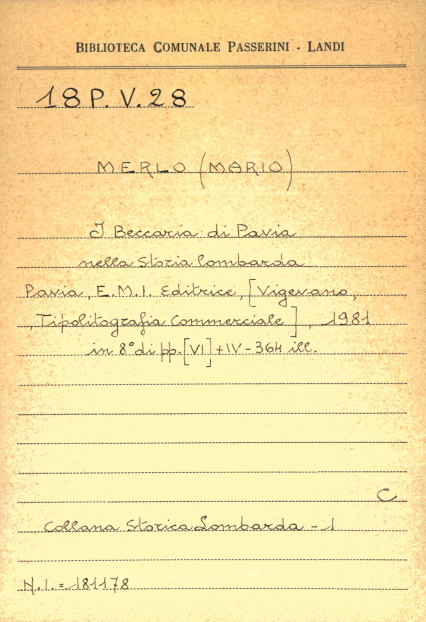 BIBLIOTECA COMUNALE PASSERINI - LANDI
18 P. V. 28
MERLO (MARIO)
I Beccaria di Pavia
nella Storia lombarda
Pavia, E.M.I. Editrice, [Vigevano,
Tipolitografia Commerciale], 1981
in 8° di pp. [VI] + IV - 364 ill.
C
Collana Storica Lombarda - 1
N.I. = 181178